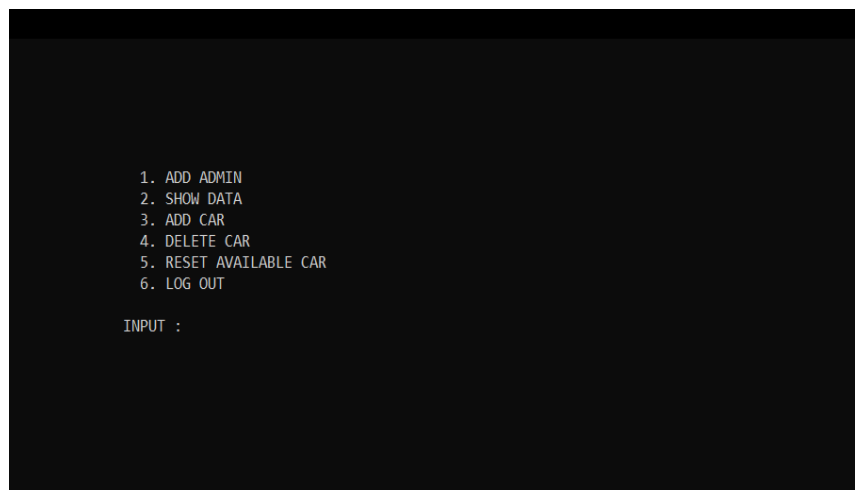 1. ADD ADMIN
2. SHOW DATA
3. ADD CAR
4. DELETE CAR
5. RESET AVAILABLE CAR
6. LOG OUT
INPUT :